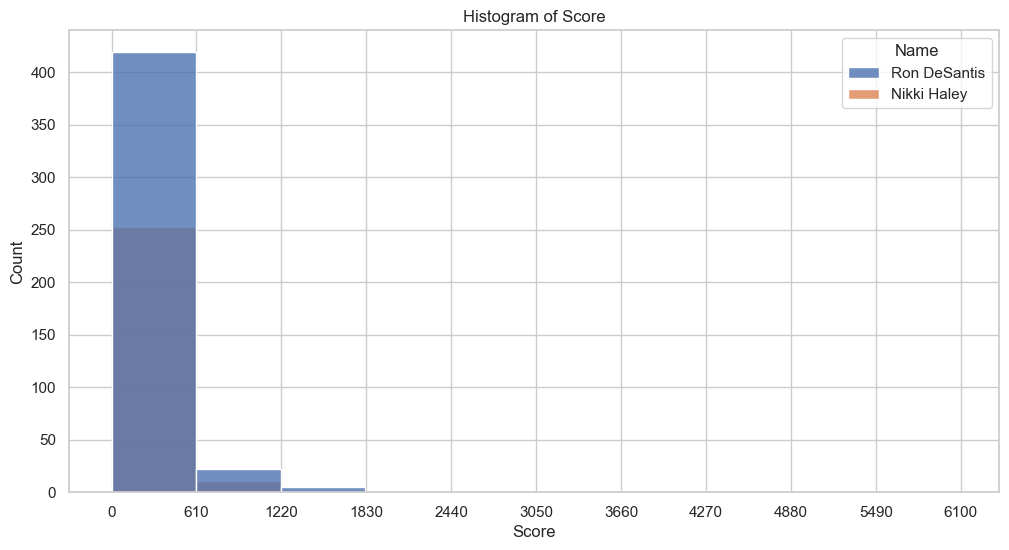 Histogram of Score
Name
Ron DeSantis
Nikki Haley
Count
400
350
300
250
200
150
100
50
0
0 610 1220 1830 2440 3050 3660 4270 4880 5490 6100
Score